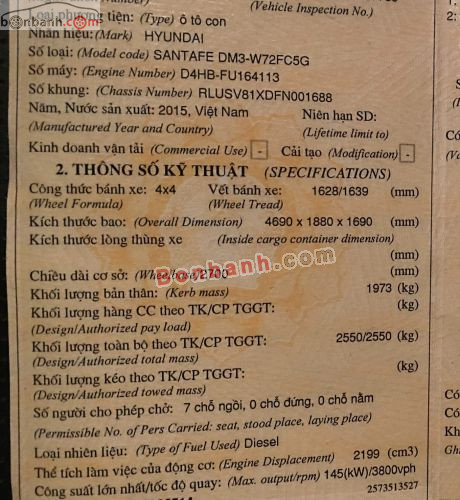 (Vehicle Inspection No.)
Loại phương tiện: (Type) ô tô con
bonbanh.com
Nhãn hiệu: (Mark) HYUNDAI
Số loại: (Model code) SANTAFE DM3-W72FC5G
Số máy: (Engine Number) D4HB-FU164113
Số khung: (Chassis Number) RLUSV81XDFN001688
Năm, Nước sản xuất: 2015, Việt Nam Niên hạn SD:
(Manufactured Year and Country) (Lifetime limit to)
Kinh doanh vận tải (Commercial Use) - Cải tạo (Modification) -
2. THÔNG SỐ KỸ THUẬT (SPECIFICATIONS)
Công thức bánh xe: 4x4 Vết bánh xe: 1628/1639 (mm)
(Wheel Formula) (Wheel Tread)
Kích thước bao: (Overall Dimension) 4690 x 1880 x 1690 (mm)
Kích thước lòng thùng xe (Inside cargo container dimension)
(mm)
Bonbanh.com
Chiều dài cơ sở: (Wheelbase) 2700 (mm)
Khối lượng bản thân: (Kerb mass) 1973 (kg)
Khối lượng hàng CC theo TK/CP TGGT: (kg)
(Design/Authorized pay load)
Khối lượng toàn bộ theo TK/CP TGGT: 2550/2550 (kg)
(Design/Authorized total mass)
Khối lượng kéo theo TK/CP TGGT: (kg)
(Design/Authorized towed mass)
Số người cho phép chở: 7 chỗ ngồi, 0 chỗ đứng, 0 chỗ nằm
(Permissible No. of Pers Carried: seat, stood place, laying place)
Loại nhiên liệu: (Type of Fuel Used) Diesel
Thể tích làm việc của động cơ: (Engine Displacement) 2199 (cm3)
Công suất lớn nhất/tốc độ quay: (Max. output/rpm) 145(kW)/3800vph
2573513527